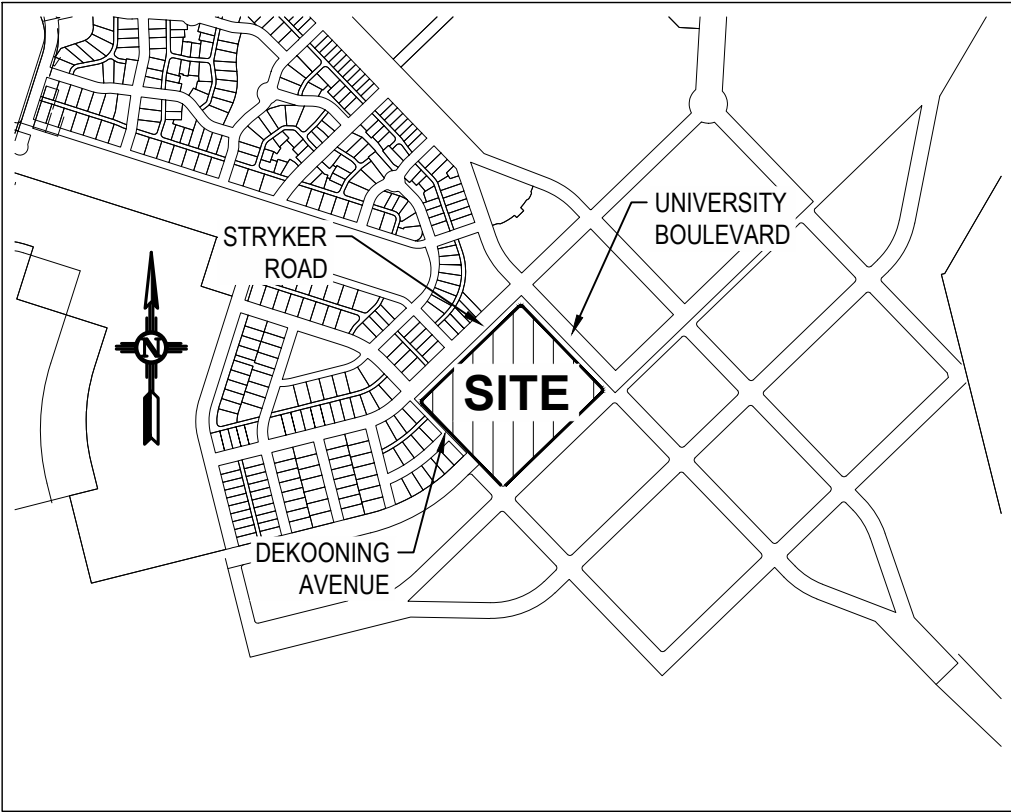 UNIVERSITY
BOULEVARD
STRYKER
ROAD
N
SITE
DEKOONING
AVENUE